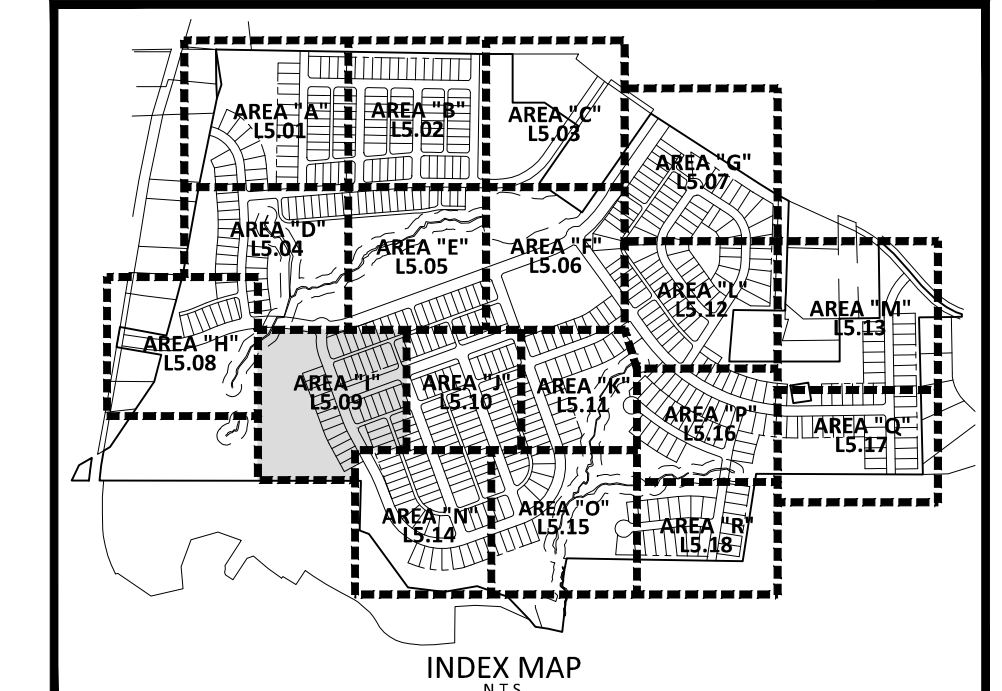 AREA "A"
L5.01
AREA "B"
L5.02
AREA "C"
L5.03
AREA "G"
L5.07
AREA "D"
L5.04
AREA "E"
L5.05
AREA "F"
L5.06
AREA "L"
L5.12
AREA "M"
L5.13
AREA "H"
L5.08
AREA "I"
L5.09
AREA "J"
L5.10
AREA "K"
L5.11
AREA "P"
L5.16
AREA "Q"
L5.17
AREA "N"
L5.14
AREA "O"
L5.15
AREA "R"
L5.18
INDEX MAP
N.T.S